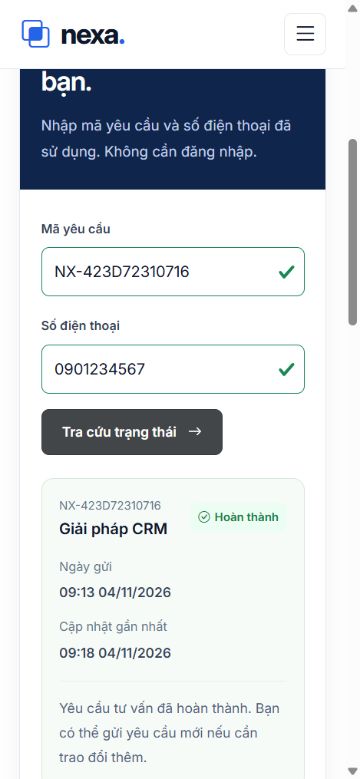 nexa.
bạn.
Nhập mã yêu cầu và số điện thoại đã
sử dụng. Không cần đăng nhập.
Mã yêu cầu
NX-423D72310716
Số điện thoại
0901234567
Tra cứu trạng thái →
NX-423D72310716
Giải pháp CRM
Hoàn thành
Ngày gửi
09:13 04/11/2026
Cập nhật gần nhất
09:18 04/11/2026
Yêu cầu tư vấn đã hoàn thành. Bạn
có thể gửi yêu cầu mới nếu cần
trao đổi thêm.